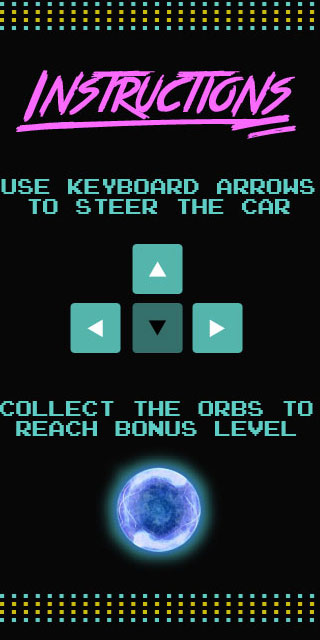 INSTRUCTIONS
USE KEYBOARD ARROWS
TO STEER THE CAR
COLLECT THE ORBS TO
REACH BONUS LEVEL